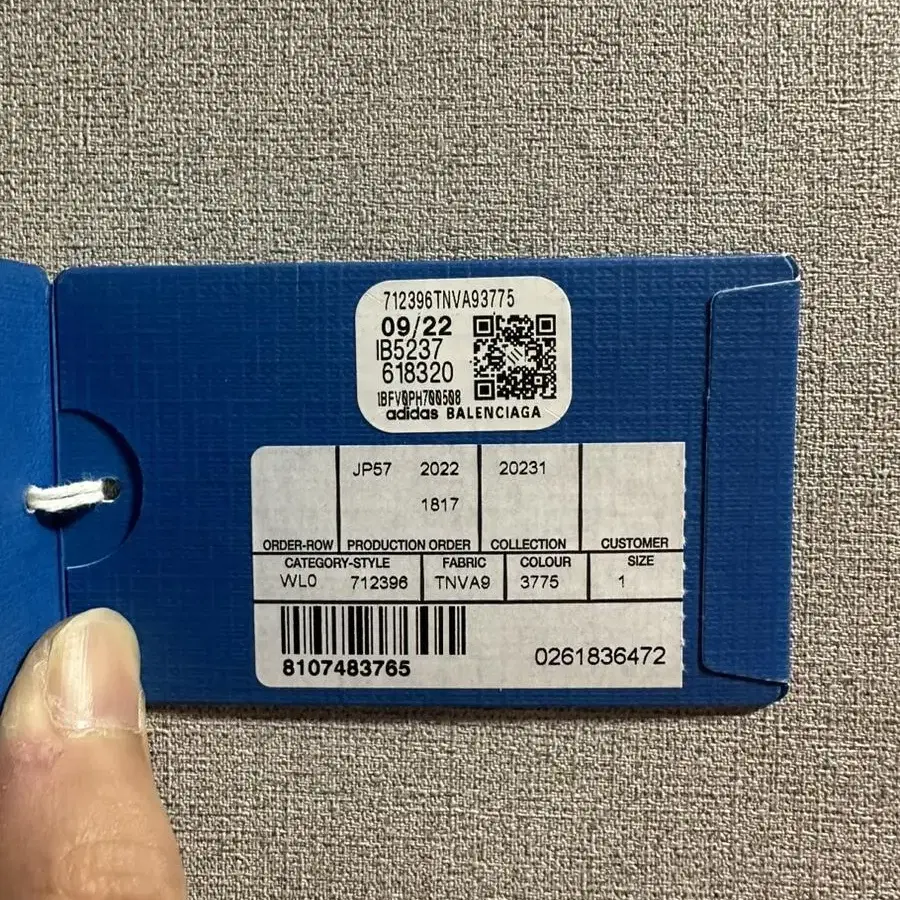 712396TNVA93775
09/22
IB5237
618320
1BFV0PH700508
adidas BALENCIAGA
JP57 2022 20231
1817
ORDER-ROW PRODUCTION ORDER COLLECTION CUSTOMER
CATEGORY-STYLE FABRIC COLOUR SIZE
WL0 712396 TNVA9 3775 1
8107483765 0261836472